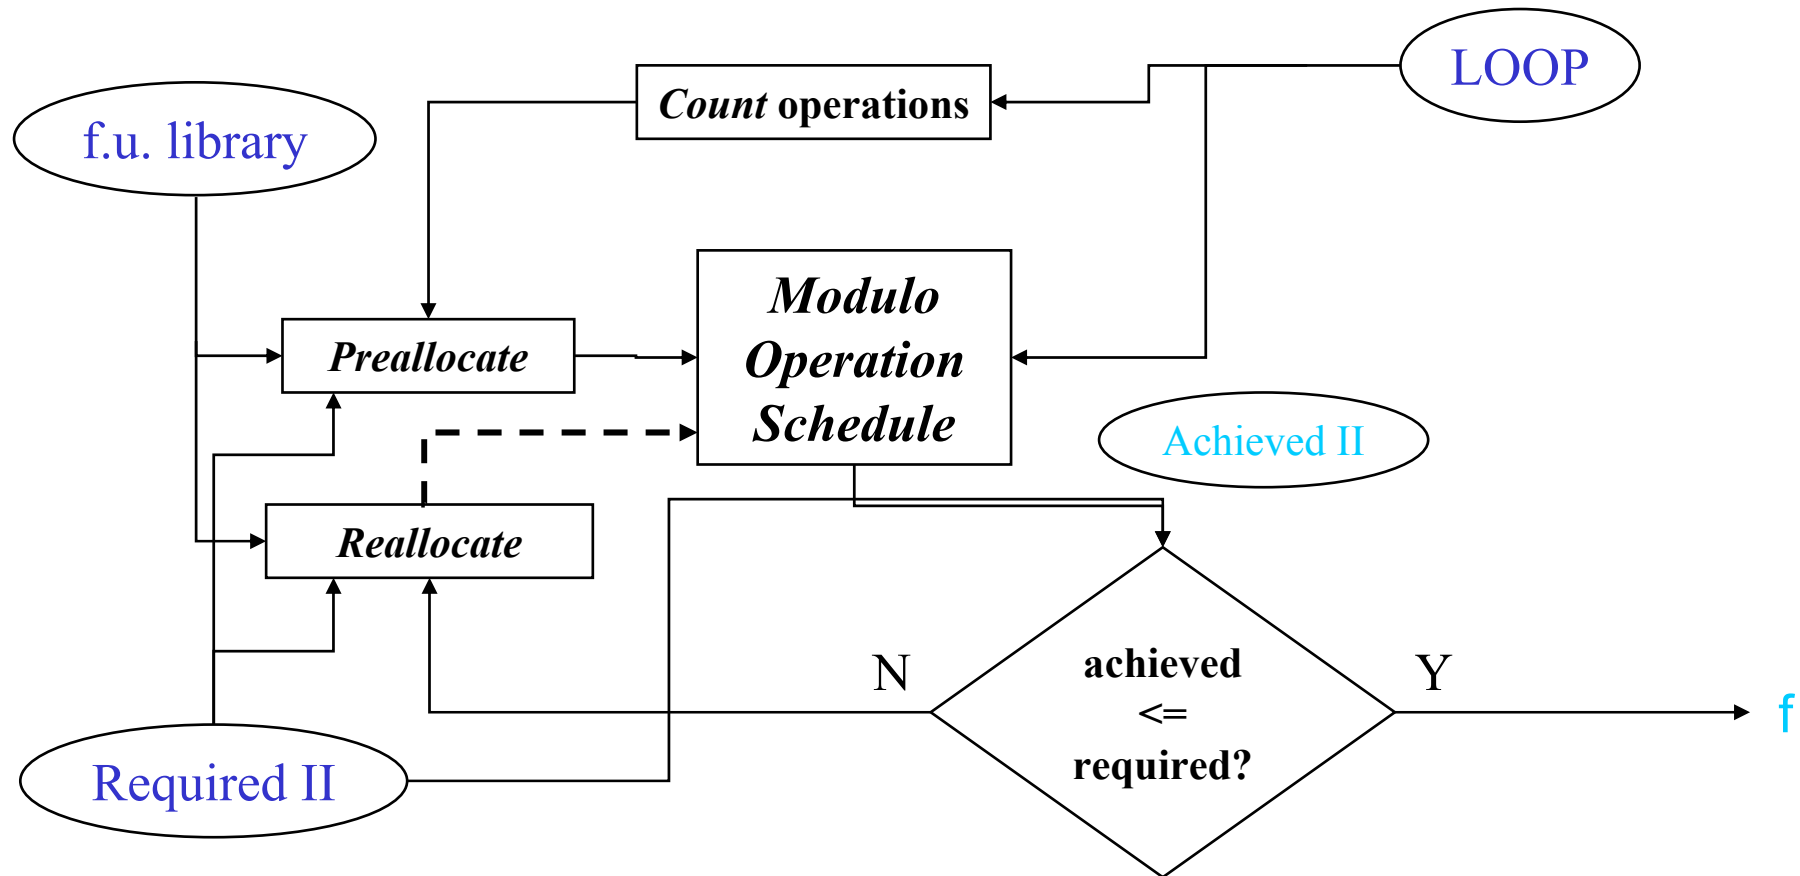 LOOP
Count operations
f.u. library
Modulo
Operation
Schedule
Preallocate
Achieved II
Reallocate
N
achieved
<=
required?
Y
f
Required II